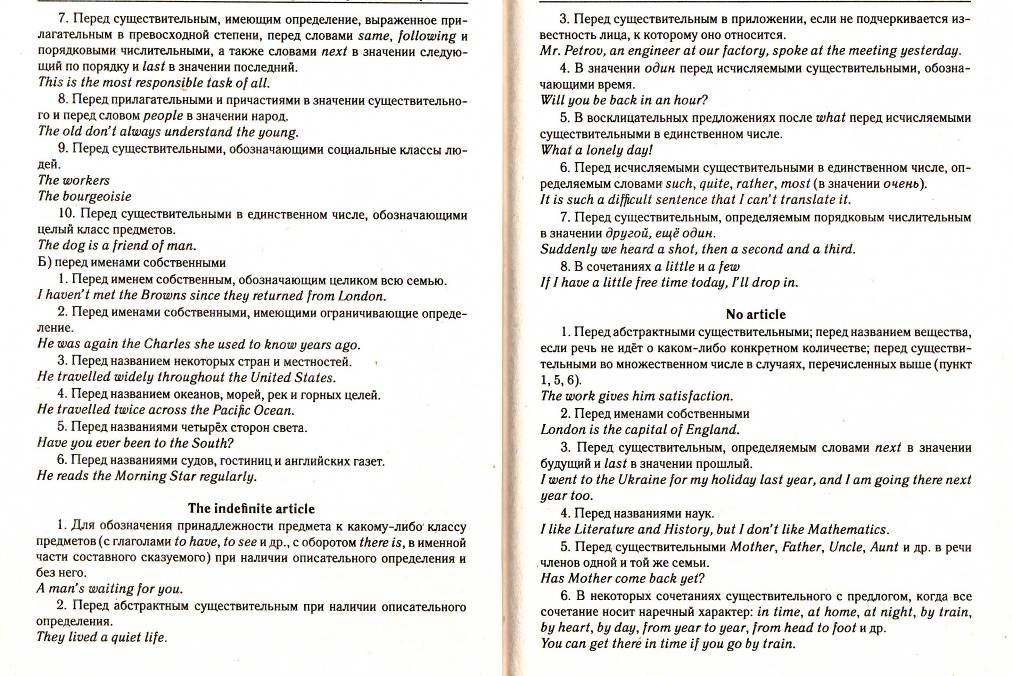 7. Перед существительным, имеющим определение, выраженное при-
лагательным в превосходной степени, перед словами same, following и
порядковыми числительными, а также словами next в значении следую-
щий по порядку и last в значении последний.
This is the most responsible task of all.
8. Перед прилагательными и причастиями в значении существительно-
го и перед словом people в значении народ.
The old don't always understand the young.
9. Перед существительными, обозначающими социальные классы лю-
дей.
The workers
The bourgeoisie
10. Перед существительными в единственном числе, обозначающими
целый класс предметов.
The dog is a friend of man.
Б) перед именами собственными
1. Перед именем собственным, обозначающим целиком всю семью.
I haven't met the Browns since they returned from London.
2. Перед именами собственными, имеющими ограничивающие опреде-
ление.
He was again the Charles she used to know years ago.
3. Перед названием некоторых стран и местностей.
He travelled widely throughout the United States.
4. Перед названием океанов, морей, рек и горных целей.
He travelled twice across the Pacific Ocean.
5. Перед названиями четырёх сторон света.
Have you ever been to the South?
6. Перед названиями судов, гостиниц и английских газет.
He reads the Morning Star regularly.
The indefinite article
1. Для обозначения принадлежности предмета к какому-либо классу
предметов (с глаголами to have, to see и др., с оборотом there is, в именной
части составного сказуемого) при наличии описательного определения и
без него.
A man's waiting for you.
2. Перед абстрактным существительным при наличии описательного
определения.
They lived a quiet life.
3. Перед существительным в приложении, если не подчеркивается из-
вестность лица, к которому оно относится.
Mr. Petrov, an engineer at our factory, spoke at the meeting yesterday.
4. В значении один перед исчисляемыми существительными, обозна-
чающими время.
Will you be back in an hour?
5. В восклицательных предложениях после what перед исчисляемыми
существительными в единственном числе.
What a lonely day!
6. Перед исчисляемыми существительными в единственном числе, оп-
ределяемым словами such, quite, rather, most (в значении очень).
It is such a difficult sentence that I can't translate it.
7. Перед существительным, определяемым порядковым числительным
в значении другой, ещё один.
Suddenly we heard a shot, then a second and a third.
8. В сочетаниях a little и a few
If I have a little free time today, I'll drop in.
No article
1. Перед абстрактными существительными; перед названием вещества,
если речь не идёт о каком-либо конкретном количестве; перед существи-
тельными во множественном числе в случаях, перечисленных выше (пункт
1, 5, 6).
The work gives him satisfaction.
2. Перед именами собственными
London is the capital of England.
3. Перед существительным, определяемым словами next в значении
будущий и last в значении прошлый.
I went to the Ukraine for my holiday last year, and I am going there next
year too.
4. Перед названиями наук.
I like Literature and History, but I don't like Mathematics.
5. Перед существительными Mother, Father, Uncle, Aunt и др. в речи
членов одной и той же семьи.
Has Mother come back yet?
6. В некоторых сочетаниях существительного с предлогом, когда все
сочетание носит наречный характер: in time, at home, at night, by train,
by heart, by day, from year to year, from head to foot и др.
You can get there in time if you go by train.